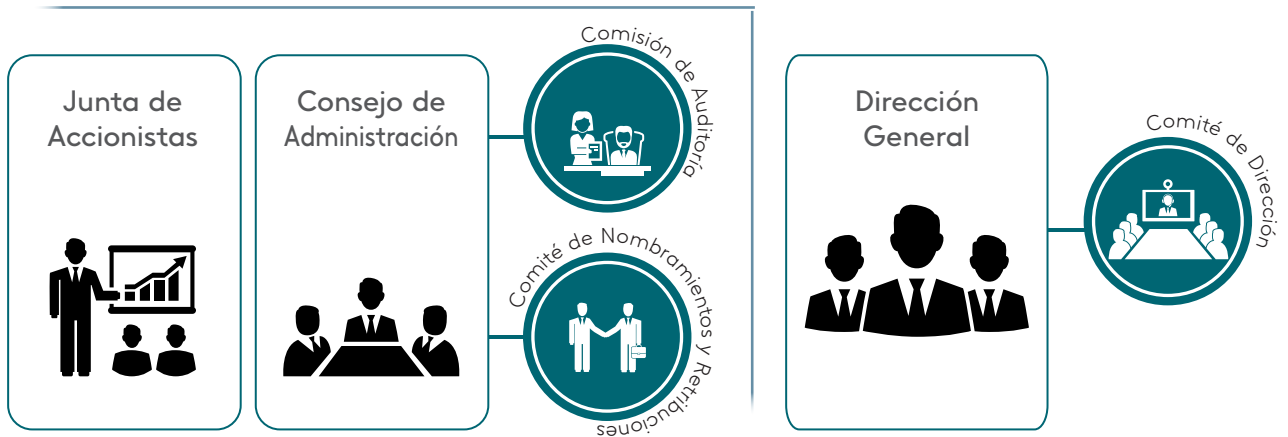 Junta de
Accionistas
Consejo de
Administración
Comisión de Auditoría
Comité de Nombramientos y Retribuciones
Dirección
General
Comité de Dirección